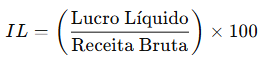 IL = (Lucro Líquido / Receita Bruta) × 100